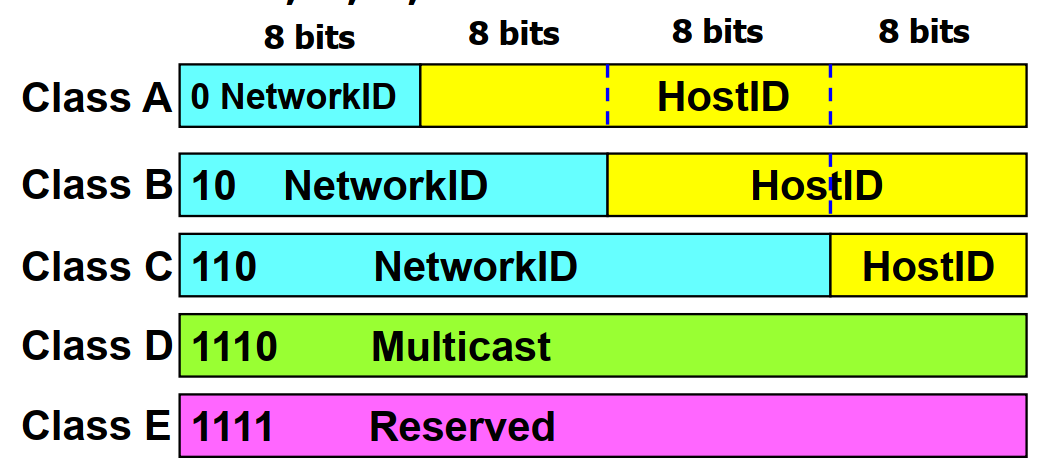 8 bits 8 bits 8 bits 8 bits
Class A 0 NetworkID HostID
Class B 10 NetworkID HostID
Class C 110 NetworkID HostID
Class D 1110 Multicast
Class E 1111 Reserved